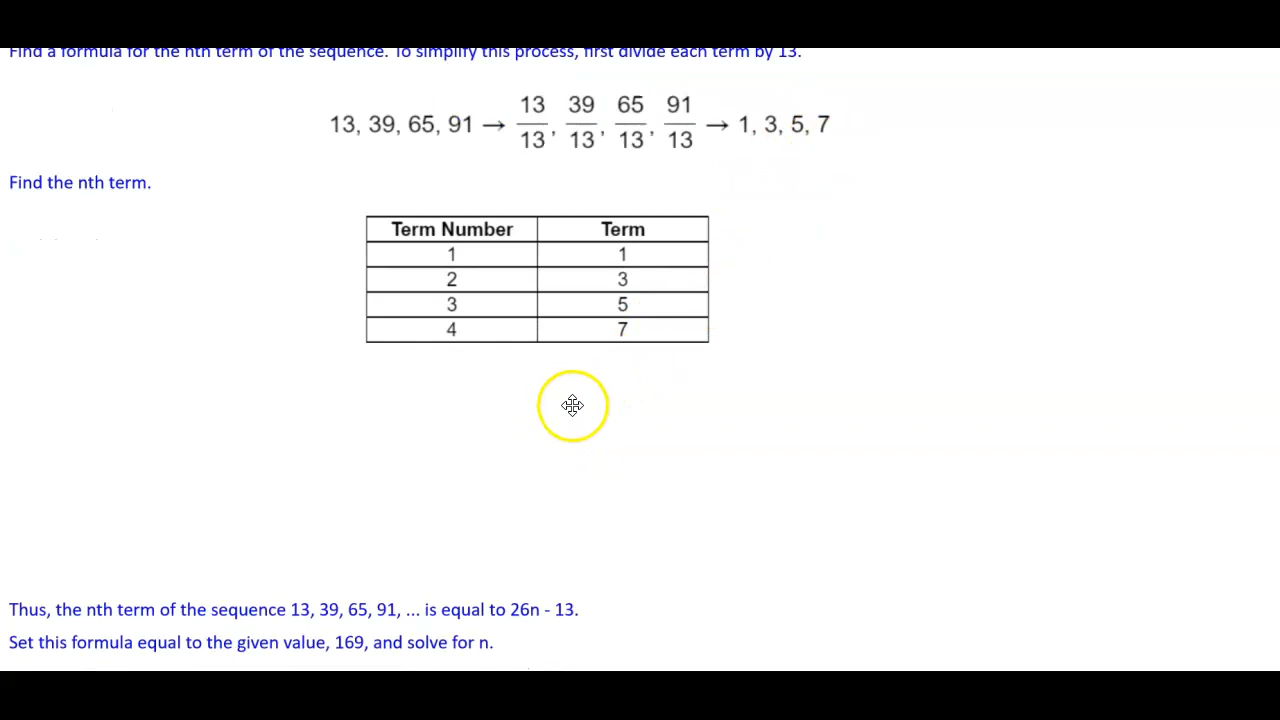 Find a formula for the nth term of the sequence. To simplify this process, first divide each term by 13.
13, 39, 65, 91 → 13/13, 39/13, 65/13, 91/13 → 1, 3, 5, 7
Find the nth term.
Term Number Term
1 1
2 3
3 5
4 7
Thus, the nth term of the sequence 13, 39, 65, 91, ... is equal to 26n - 13.
Set this formula equal to the given value, 169, and solve for n.